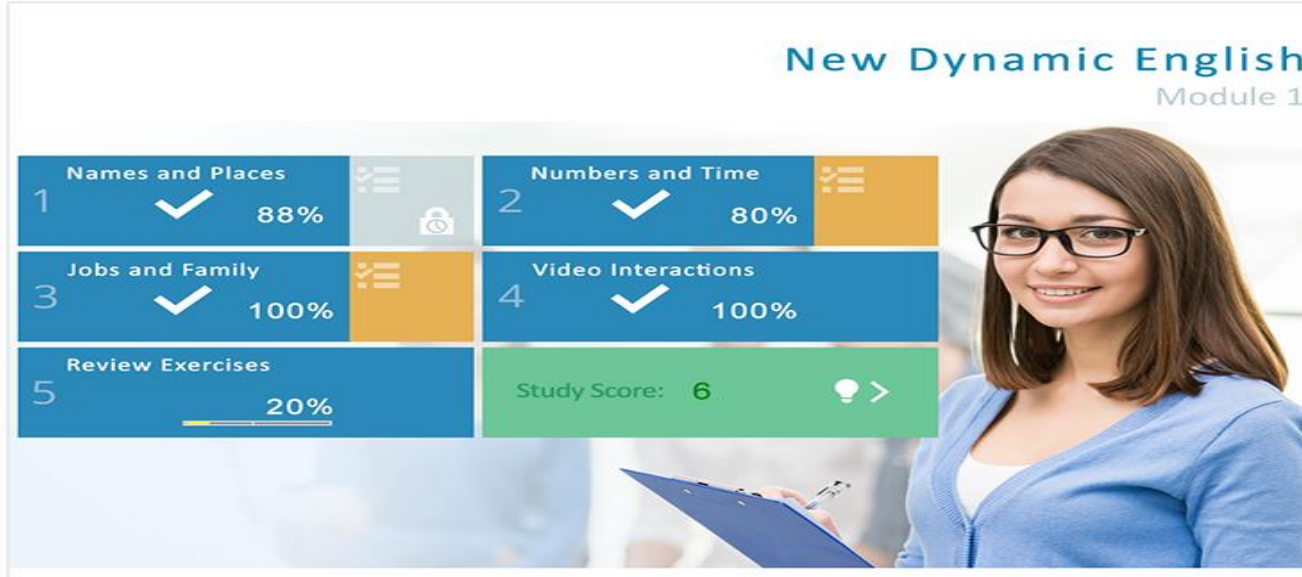 New Dynamic English
Module 1
1
Names and Places
88%
2
Numbers and Time
80%
3
Jobs and Family
100%
4
Video Interactions
100%
5
Review Exercises
20%
Study Score: 6